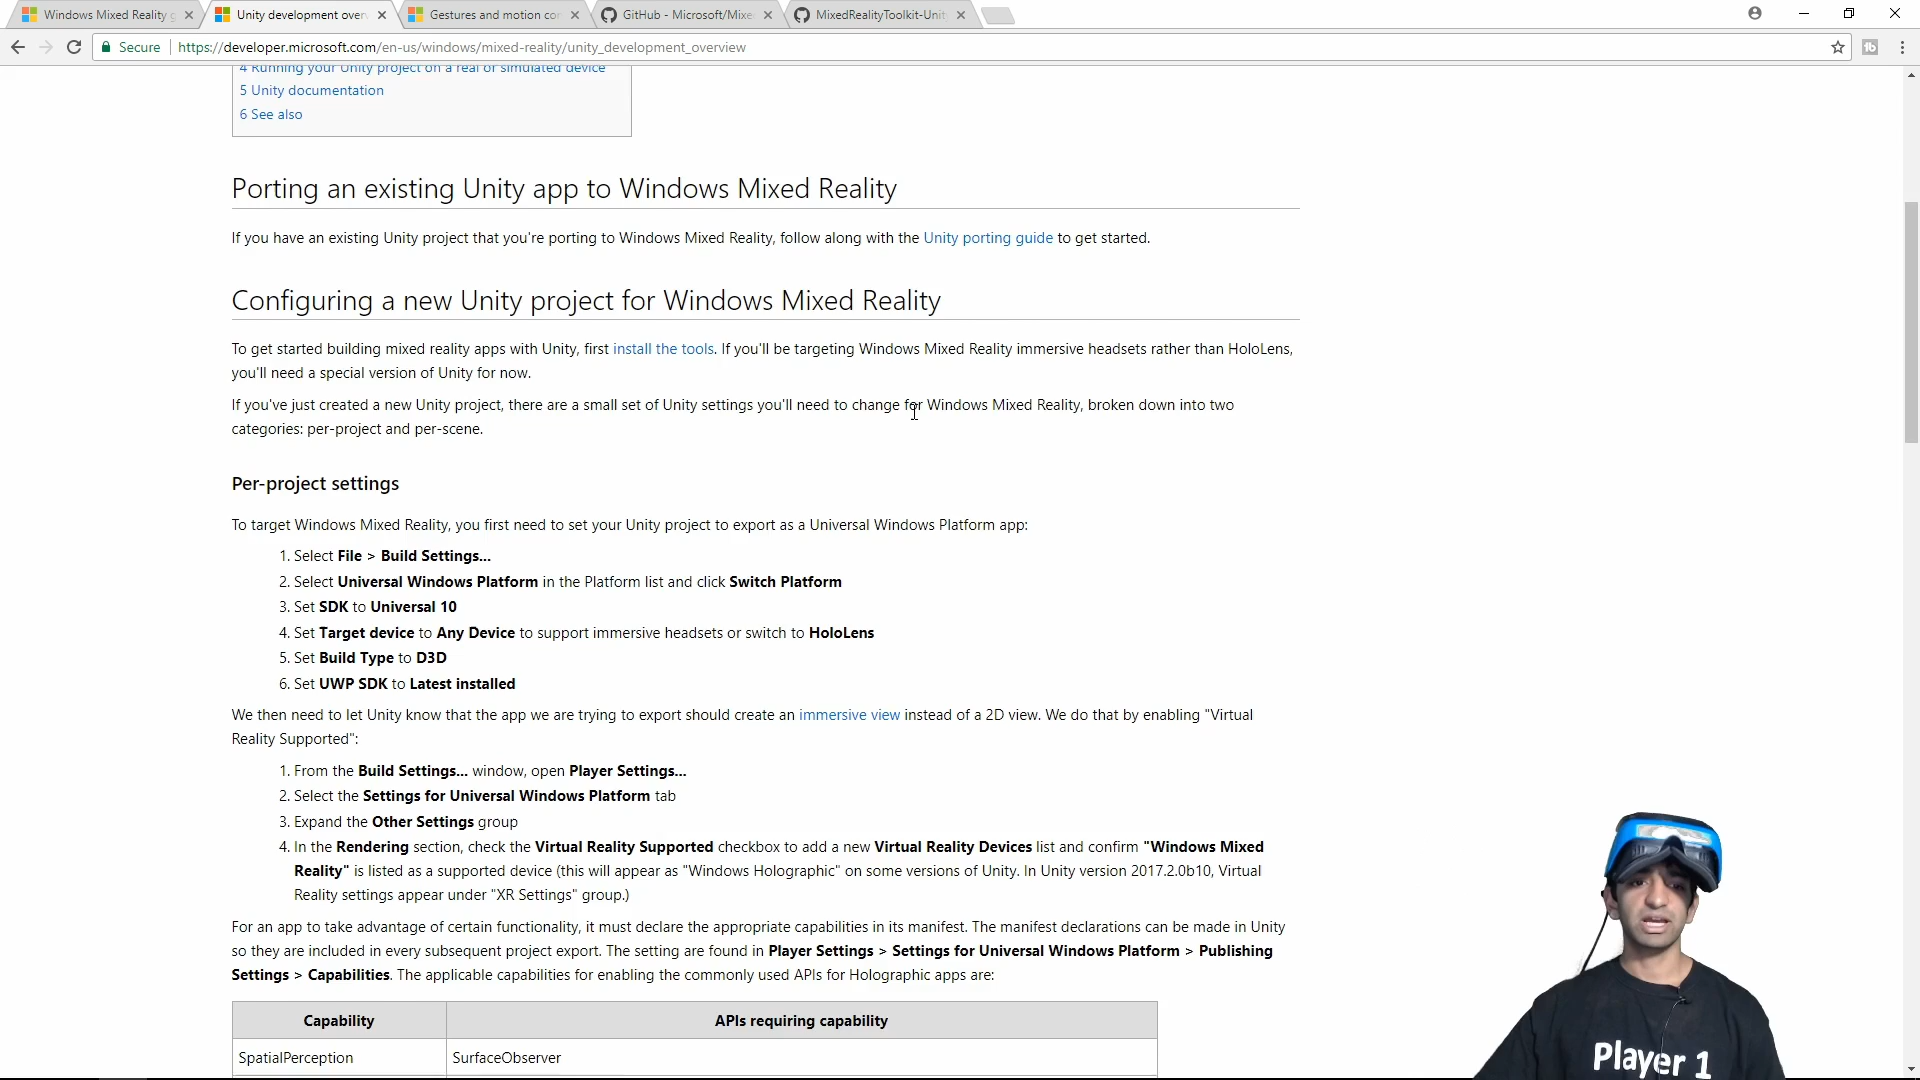 Windows Mixed Reality g
Unity development over
Gestures and motion co
GitHub - Microsoft/Mixe
MixedRealityToolkit-Unit
Secure
https://developer.microsoft.com/en-us/windows/mixed-reality/unity_development_overview
4 Running your Unity project on a real or simulated device
5 Unity documentation
6 See also
Porting an existing Unity app to Windows Mixed Reality
If you have an existing Unity project that you're porting to Windows Mixed Reality, follow along with the Unity porting guide to get started.
Configuring a new Unity project for Windows Mixed Reality
To get started building mixed reality apps with Unity, first install the tools. If you'll be targeting Windows Mixed Reality immersive headsets rather than HoloLens,
you'll need a special version of Unity for now.
If you've just created a new Unity project, there are a small set of Unity settings you'll need to change for Windows Mixed Reality, broken down into two
categories: per-project and per-scene.
Per-project settings
To target Windows Mixed Reality, you first need to set your Unity project to export as a Universal Windows Platform app:
1. Select File > Build Settings...
2. Select Universal Windows Platform in the Platform list and click Switch Platform
3. Set SDK to Universal 10
4. Set Target device to Any Device to support immersive headsets or switch to HoloLens
5. Set Build Type to D3D
6. Set UWP SDK to Latest installed
We then need to let Unity know that the app we are trying to export should create an immersive view instead of a 2D view. We do that by enabling "Virtual
Reality Supported":
1. From the Build Settings... window, open Player Settings...
2. Select the Settings for Universal Windows Platform tab
3. Expand the Other Settings group
4. In the Rendering section, check the Virtual Reality Supported checkbox to add a new Virtual Reality Devices list and confirm "Windows Mixed
Reality" is listed as a supported device (this will appear as "Windows Holographic" on some versions of Unity. In Unity version 2017.2.0b10, Virtual
Reality settings appear under "XR Settings" group.)
For an app to take advantage of certain functionality, it must declare the appropriate capabilities in its manifest. The manifest declarations can be made in Unity
so they are included in every subsequent project export. The setting are found in Player Settings > Settings for Universal Windows Platform > Publishing
Settings > Capabilities. The applicable capabilities for enabling the commonly used APIs for Holographic apps are:
Capability
APIs requiring capability
SpatialPerception
SurfaceObserver
Player 1